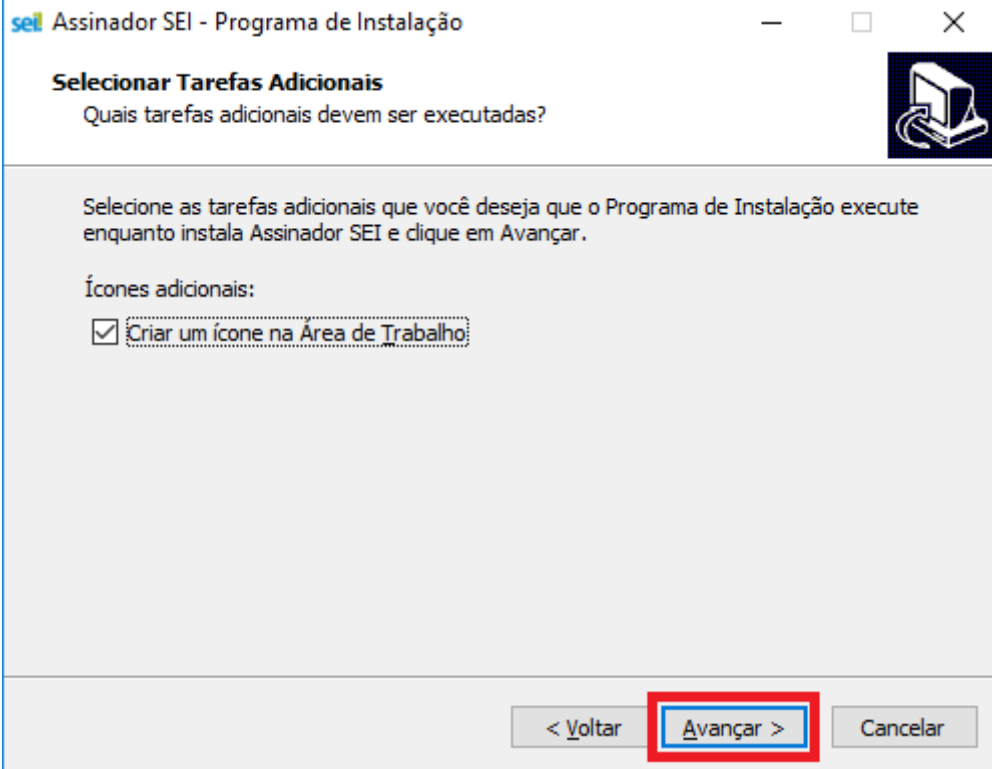 sei! Assinador SEI - Programa de Instalação
Selecionar Tarefas Adicionais
Quais tarefas adicionais devem ser executadas?
Selecione as tarefas adicionais que você deseja que o Programa de Instalação execute
enquanto instala Assinador SEI e clique em Avançar.
Ícones adicionais:
Criar um ícone na Área de Trabalho
< Voltar Avançar > Cancelar